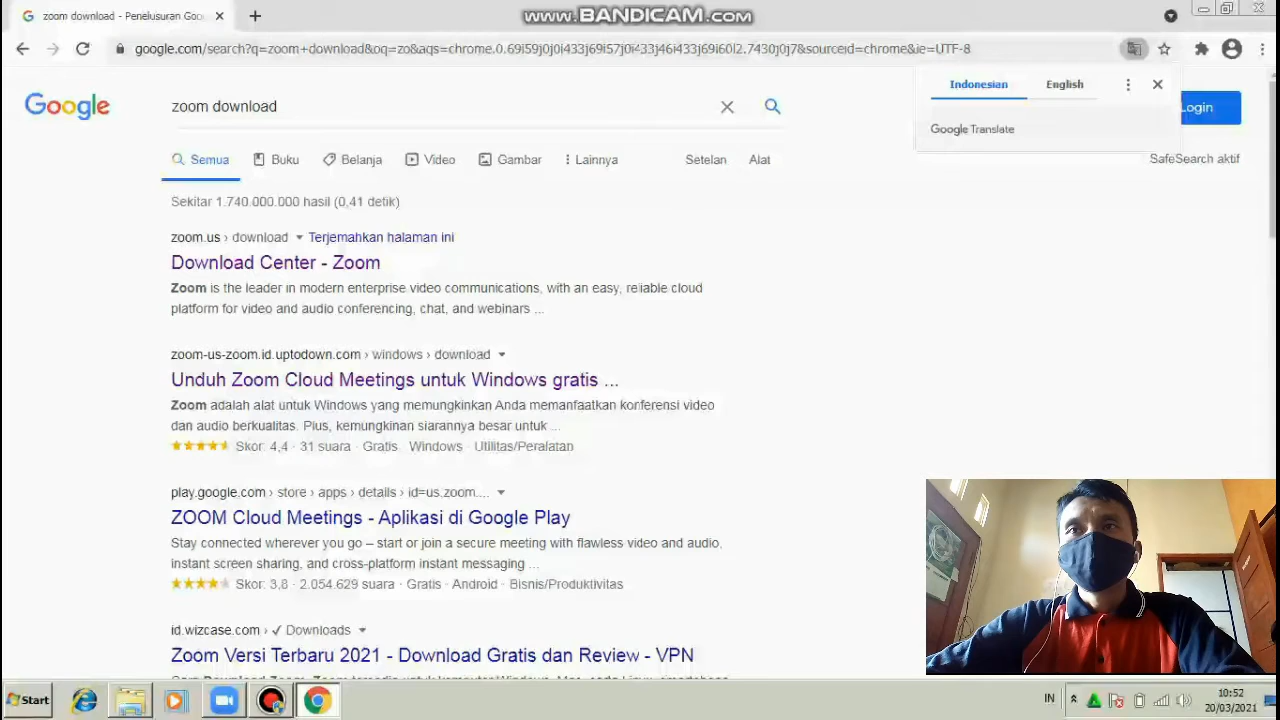 zoom download - Penelusuran Goo
www.BANDICAM.com
google.com/search?q=zoom+download&oq=zo&aqs=chrome.0.69i59j0j0i433j69i57j0i433j46i433j69i60l2.7430j0j7&sourceid=chrome&ie=UTF-8
Indonesian English
Google Translate
Google zoom download
Login
Semua Buku Belanja Video Gambar Lainnya Setelan Alat
SafeSearch aktif
Sekitar 1.740.000.000 hasil (0,41 detik)
zoom.us › download Terjemahkan halaman ini
Download Center - Zoom
Zoom is the leader in modern enterprise video communications, with an easy, reliable cloud
platform for video and audio conferencing, chat, and webinars ...
zoom-us-zoom.id.uptodown.com › windows › download
Unduh Zoom Cloud Meetings untuk Windows gratis ...
Zoom adalah alat untuk Windows yang memungkinkan Anda memanfaatkan konferensi video
dan audio berkualitas. Plus, kemungkinan siarannya besar untuk ...
Skor: 4,4 · 31 suara · Gratis · Windows · Utilitas/Peralatan
play.google.com › store › apps › details › id=us.zoom....
ZOOM Cloud Meetings - Aplikasi di Google Play
Stay connected wherever you go – start or join a secure meeting with flawless video and audio,
instant screen sharing, and cross-platform instant messaging ...
Skor: 3,8 · 2.054.629 suara · Gratis · Android · Bisnis/Produktivitas
id.wizcase.com › ✓ Downloads
Zoom Versi Terbaru 2021 - Download Gratis dan Review - VPN
Start
IN
10:52
20/03/2021